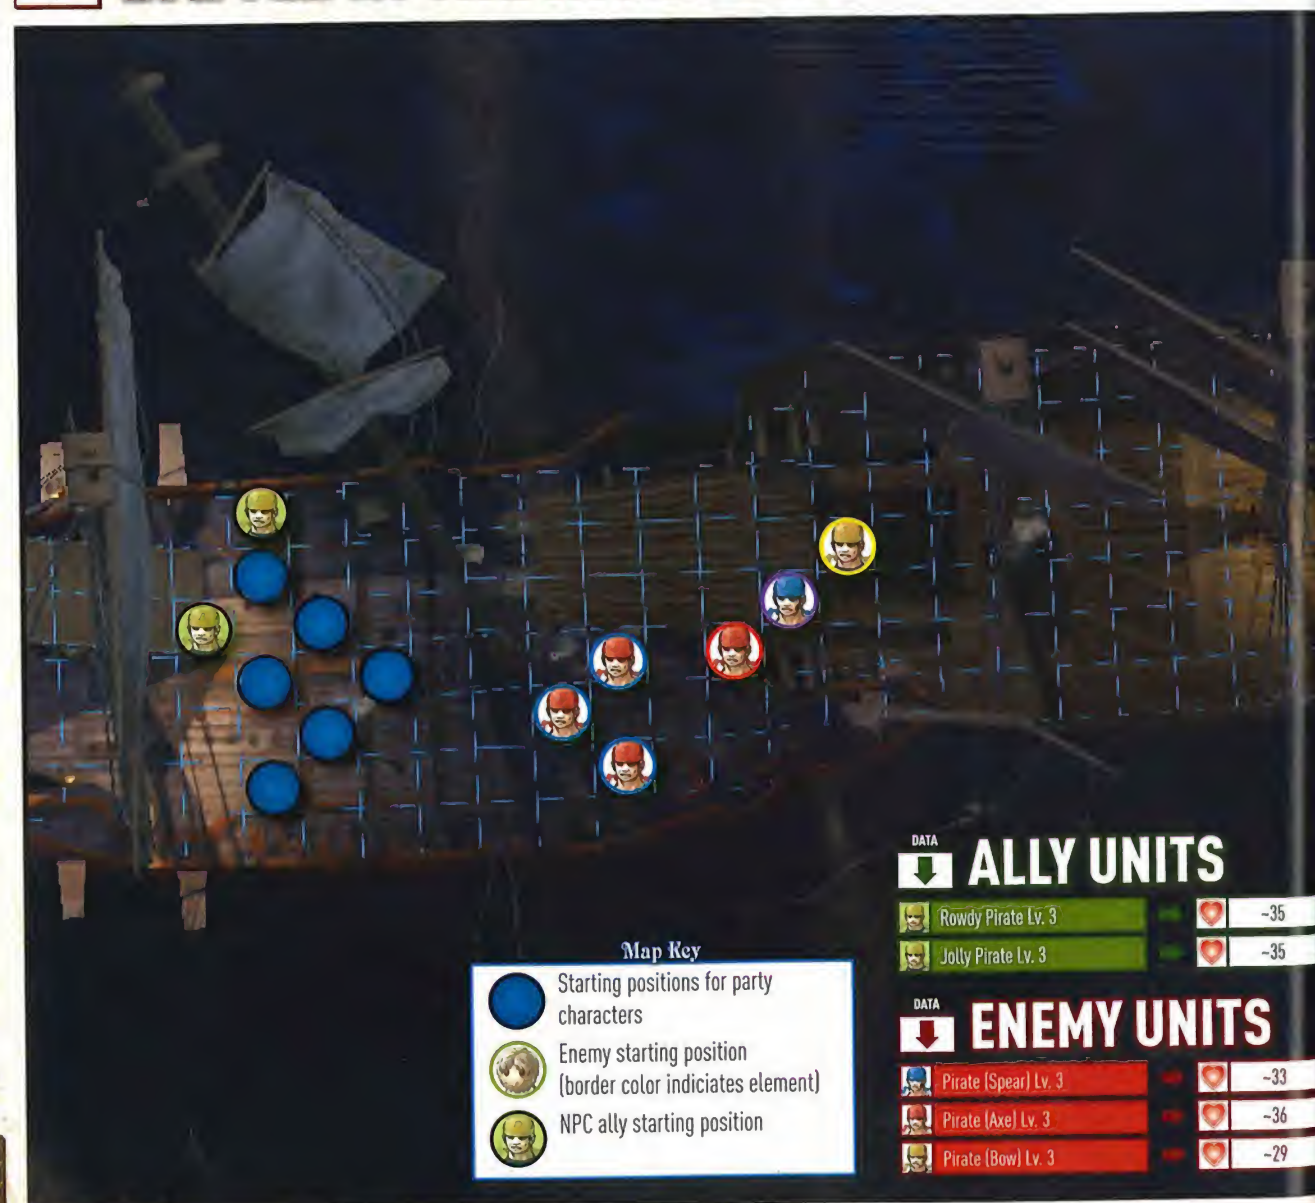 Map Key
Starting positions for party
characters
Enemy starting position
(border color indiciates element)
NPC ally starting position
DATA
ALLY UNITS
Rowdy Pirate Lv. 3 ~35
Jolly Pirate Lv. 3 ~35
DATA
ENEMY UNITS
Pirate (Spear) Lv. 3 ~33
Pirate (Axe) Lv. 3 ~36
Pirate (Bow) Lv. 3 ~29